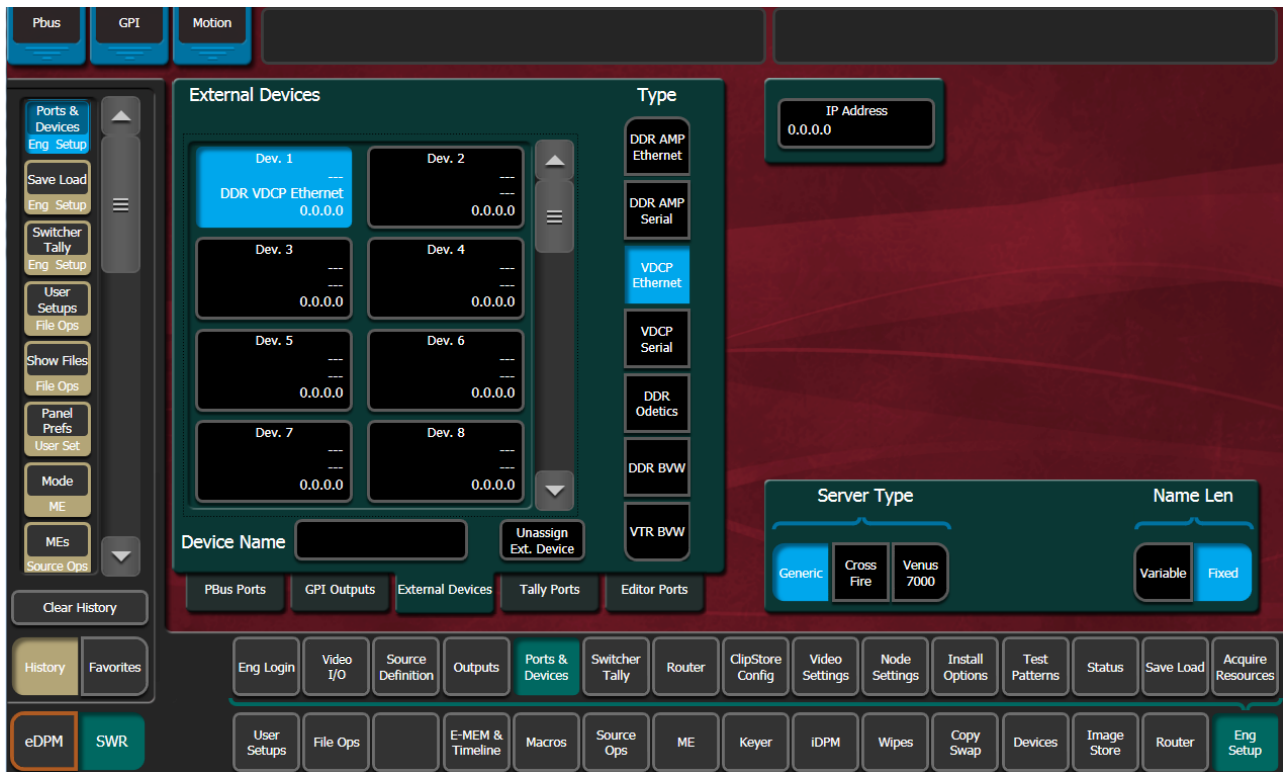 Pbus
GPI
Motion
Ports &
Devices
Eng Setup
Save Load
Eng Setup
Switcher
Tally
Eng Setup
User
Setups
File Ops
Show Files
File Ops
Panel
Prefs
User Set
Mode
ME
MEs
Source Ops
Clear History
History
Favorites
eDPM
SWR
External Devices
Dev. 1
---
DDR VDCP Ethernet
0.0.0.0
Dev. 2
---
---
0.0.0.0
Dev. 3
---
---
0.0.0.0
Dev. 4
---
---
0.0.0.0
Dev. 5
---
---
0.0.0.0
Dev. 6
---
---
0.0.0.0
Dev. 7
---
---
0.0.0.0
Dev. 8
---
---
0.0.0.0
Device Name
Unassign
Ext. Device
Type
DDR AMP
Ethernet
DDR AMP
Serial
VDCP
Ethernet
VDCP
Serial
DDR
Odetics
DDR BVW
VTR BVW
PBus Ports
GPI Outputs
External Devices
Tally Ports
Editor Ports
IP Address
0.0.0.0
Server Type
Generic
Cross
Fire
Venus
7000
Name Len
Variable
Fixed
Eng Login
Video
I/O
Source
Definition
Outputs
Ports &
Devices
Switcher
Tally
Router
ClipStore
Config
Video
Settings
Node
Settings
Install
Options
Test
Patterns
Status
Save Load
Acquire
Resources
User
Setups
File Ops
E-MEM &
Timeline
Macros
Source
Ops
ME
Keyer
iDPM
Wipes
Copy
Swap
Devices
Image
Store
Router
Eng
Setup